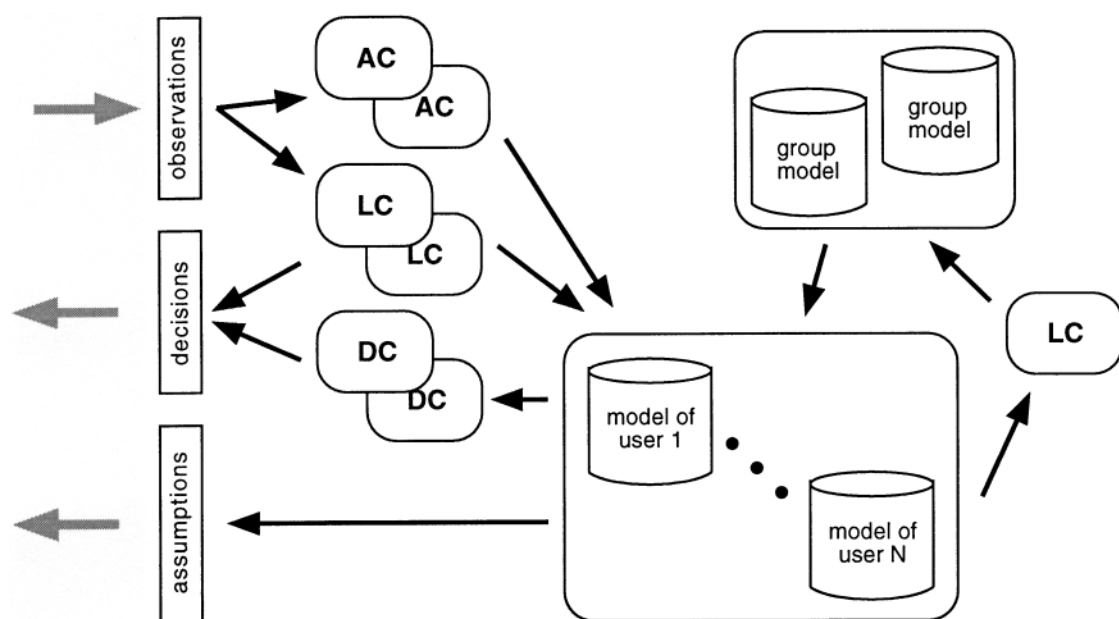 observations
decisions
assumptions
AC
AC
LC
LC
DC
DC
group
model
group
model
LC
model of
user 1
model of
user N